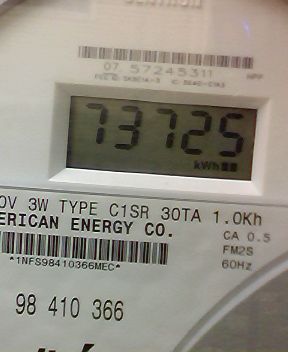 07 57245311
HPF
73725
kWh
0V 3W TYPE C1SR 30TA 1.0Kh
ERICAN ENERGY CO.
CA 0.5
FM2S
*1NFS98410366MEC*
60Hz
98 410 366